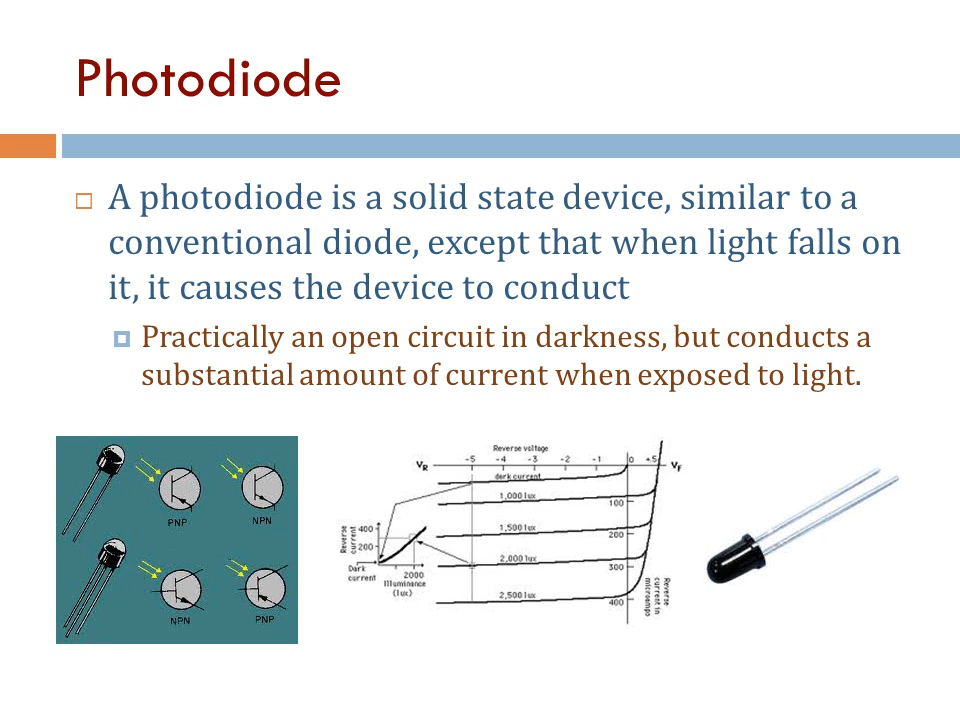 Photodiode
A photodiode is a solid state device, similar to a
conventional diode, except that when light falls on
it, it causes the device to conduct
Practically an open circuit in darkness, but conducts a
substantial amount of current when exposed to light.
PNP
NPN
NPN
PNP
Reverse voltage
VR -5 -4 -3 -2 -1 0 +.5 VF
dark current
1,000 lux
100
1,500 lux
200
2,000 lux
300
2,500 lux
400
Reverse
current in
microamps
Reverse
current
400
200
Dark
current
2000
Illuminance
(lux)